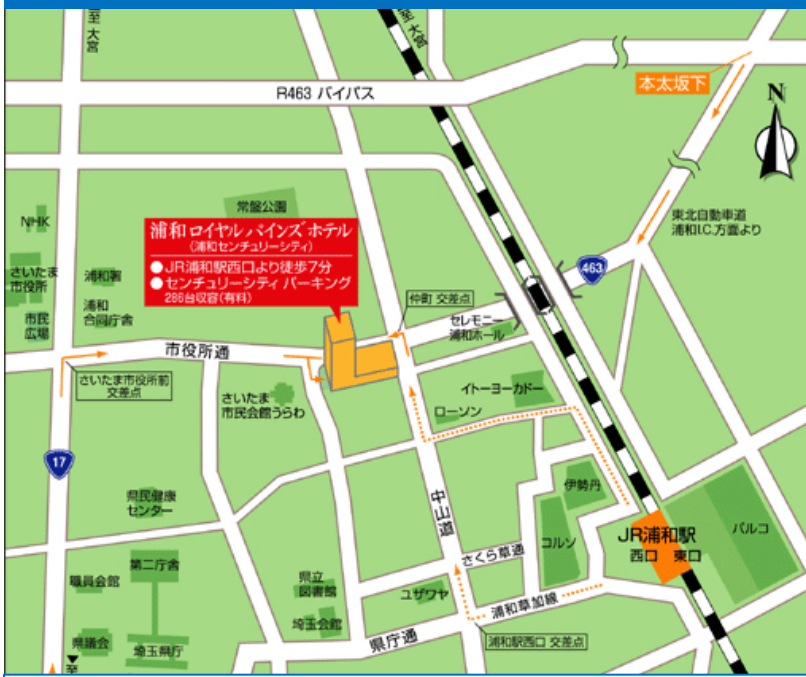 至 大宮
至 大宮
R463 バイパス
本太坂下
N
常盤公園
NHK
さいたま
市役所
市民
広場
浦和署
浦和
合同庁舎
浦和ロイヤルパインズホテル
(浦和センチュリーシティ)
●JR浦和駅西口より徒歩7分
●センチュリーシティ パーキング
286台収容(有料)
東北自動車道
浦和I.C.方面より
463
仲町 交差点
セレモニー
浦和ホール
市役所通
さいたま市役所前
交差点
さいたま
市民会館うらわ
イトーヨーカドー
ローソン
17
県民健康
センター
中山道
伊勢丹
コルソ
JR浦和駅
西口 東口
パルコ
さくら草通
第二庁舎
職員会館
県立
図書館
ユザワヤ
浦和草加線
埼玉会館
県庁通
浦和駅西口 交差点
県議会
埼玉県庁
至